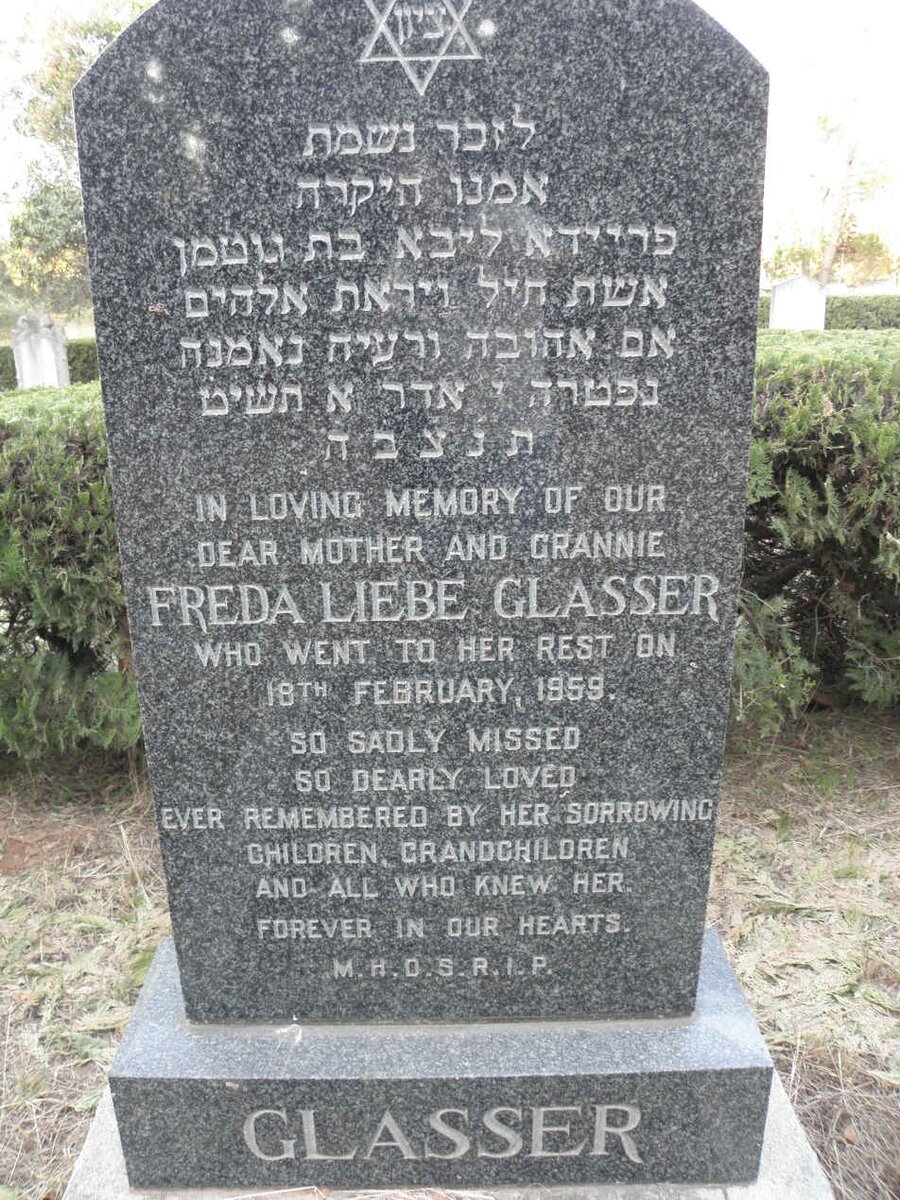 ציון
לזכר נשמת
אמנו היקרה
פריידא ליבא בת גוטמן
אשת חיל ויראת אלהים
אם אהובה ורעיה נאמנה
נפטרה י אדר א תשיט
ת נ צ ב ה
IN LOVING MEMORY OF OUR
DEAR MOTHER AND GRANNIE
FREDA LIEBE GLASSER
WHO WENT TO HER REST ON
18TH FEBRUARY, 1959.
SO SADLY MISSED
SO DEARLY LOVED
EVER REMEMBERED BY HER SORROWING
CHILDREN, GRANDCHILDREN
AND ALL WHO KNEW HER.
FOREVER IN OUR HEARTS.
M.H.D.S.R.I.P.
GLASSER